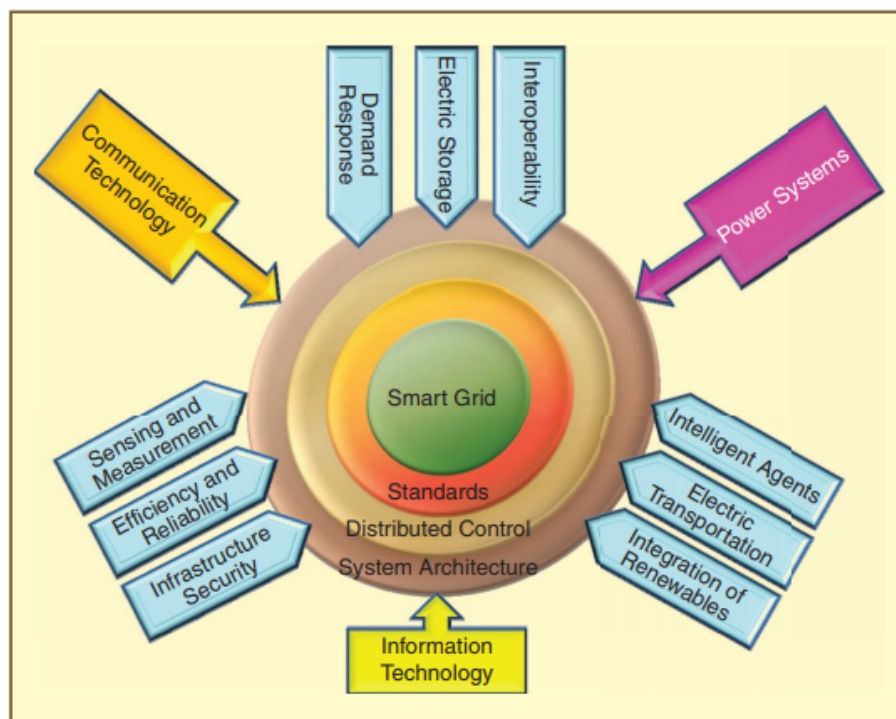 Communication
Technology
Demand
Response
Electric Storage
Interoperability
Power Systems
Smart Grid
Standards
Distributed Control
System Architecture
Sensing and
Measurement
Efficiency and
Reliability
Infrastructure
Security
Intelligent Agents
Electric
Transportation
Integration of
Renewables
Information
Technology